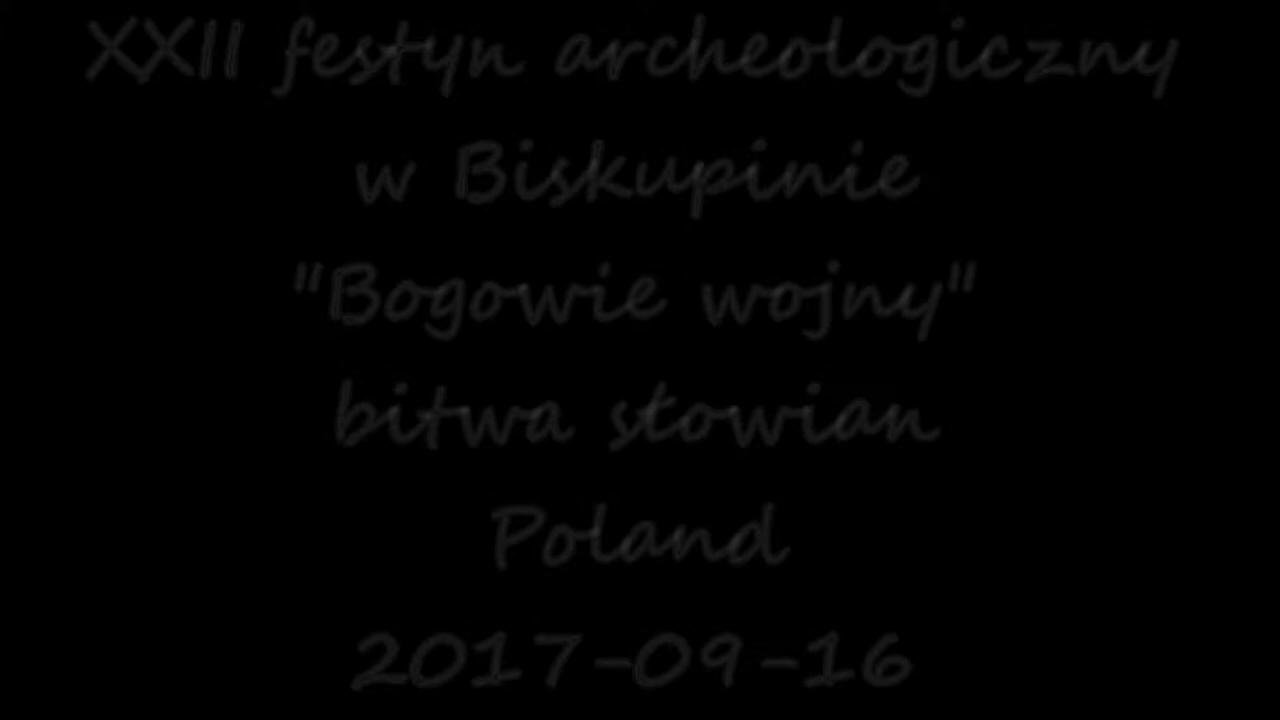 XXII festyn archeologiczny
w Biskupinie
"Bogowie wojny"
bitwa słowian
Poland
2017-09-16